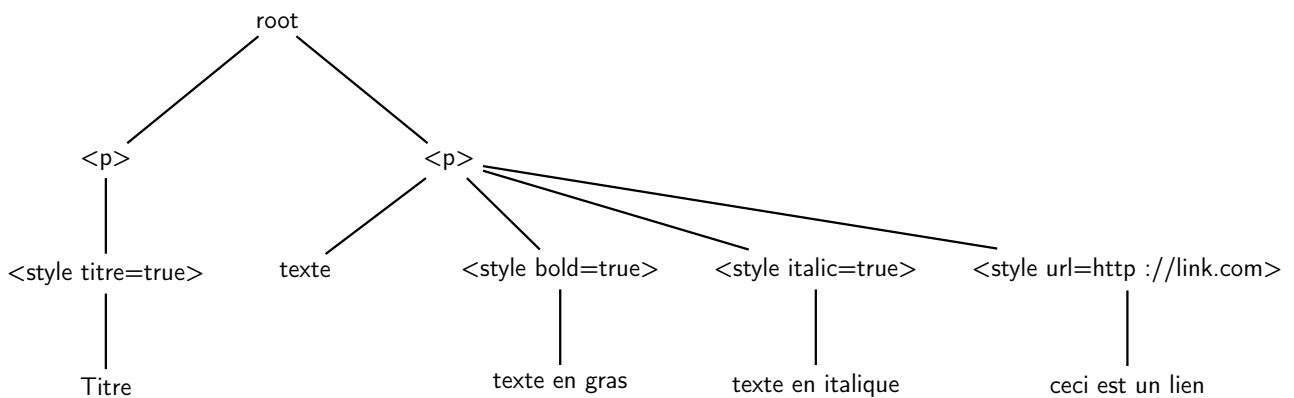 root
<p>
<p>
<style titre=true>
texte
<style bold=true>
<style italic=true>
<style url=http ://link.com>
Titre
texte en gras
texte en italique
ceci est un lien